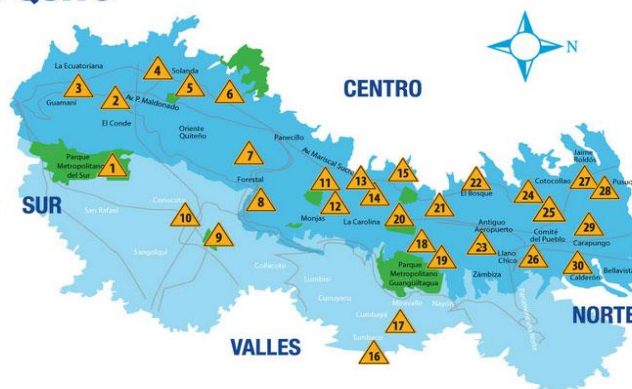 La Ecuatoriana
4
Solanda
3
5
6
2
Av. P. Maldonado
Guamaní
El Conde
Oriente
Quiteño
CENTRO
N
Panecillo
Av. Mariscal Sucre
7
Parque
Metropolitano
del Sur
1
Forestal
8
SUR
San Rafael
Conocoto
10
9
Sangolquí
11
13
15
12
14
Monjas
La Carolina
20
21
22
El Bosque
Antiguo
Aeropuerto
18
19
23
Parque
Metropolitano
Guangüiltagua
Jaime
Roldós
Cotocollao
27
28
24
25
Comité
del Pueblo
29
Carapungo
Llano
Chico
26
30
Calderón
Bellavista
Zámbiza
Collacoto
Lumbisí
Cumbayá
Miravalle
Nayón
17
Tumbaco
16
VALLES
NORTE